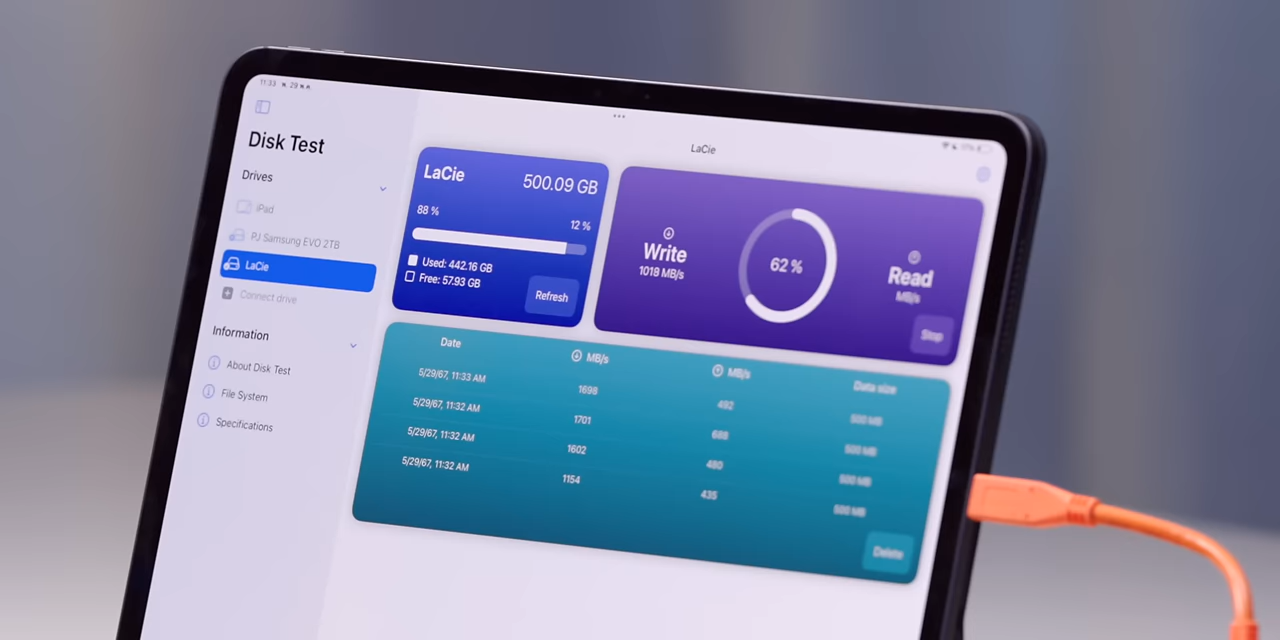 11:33
29
Disk Test
Drives
iPad
PJ Samsung EVO 2TB
LaCie
Connect drive
Information
About Disk Test
File System
Specifications
LaCie
LaCie 500.09 GB
88 % 12 %
Used: 442.16 GB
Free: 57.93 GB
Refresh
Write
1019 MB/s
62 %
Read
MB/s
Stop
Date MB/s MB/s Data size
5/29/67, 11:33 AM 1698 492 500 MB
5/29/67, 11:32 AM 1701 688 500 MB
5/29/67, 11:32 AM 1602 480 500 MB
5/29/67, 11:32 AM 1154 435 500 MB
Delete